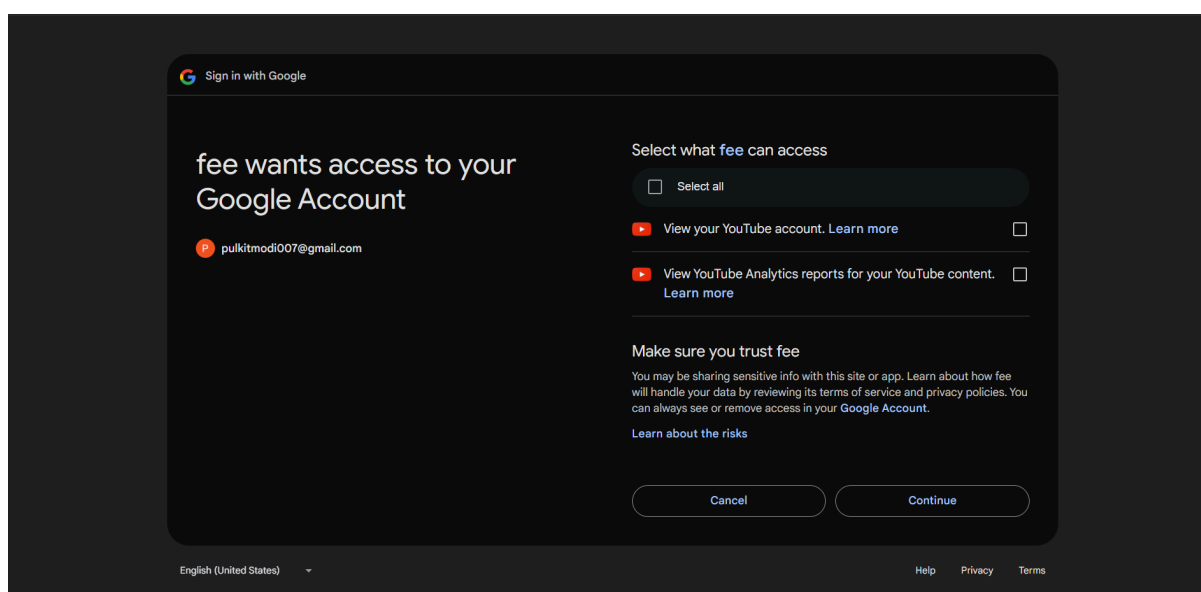 Sign in with Google
fee wants access to your
Google Account
P
pulkitmodi007@gmail.com
Select what fee can access
Select all
View your YouTube account. Learn more
View YouTube Analytics reports for your YouTube content.
Learn more
Make sure you trust fee
You may be sharing sensitive info with this site or app. Learn about how fee
will handle your data by reviewing its terms of service and privacy policies. You
can always see or remove access in your Google Account.
Learn about the risks
Cancel
Continue
English (United States)
Help
Privacy
Terms